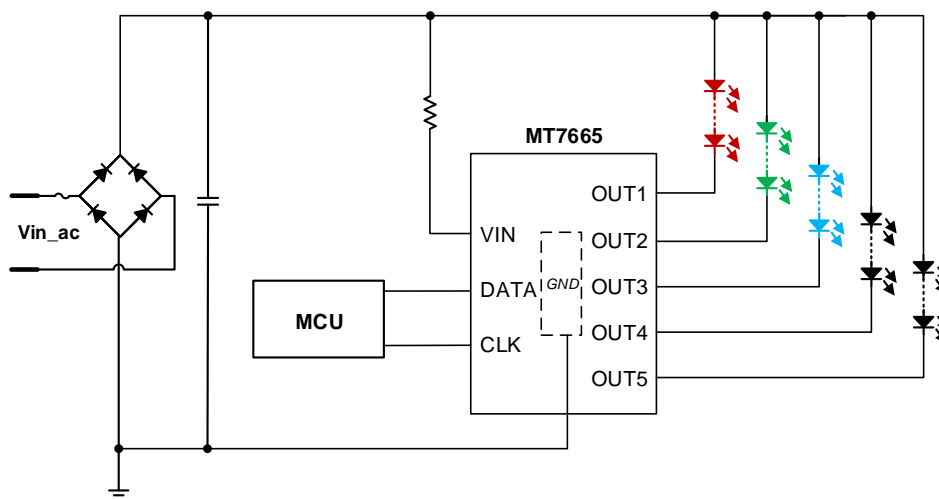 MT7665
Vin_ac
VIN
DATA
CLK
GND
OUT1
OUT2
OUT3
OUT4
OUT5
MCU